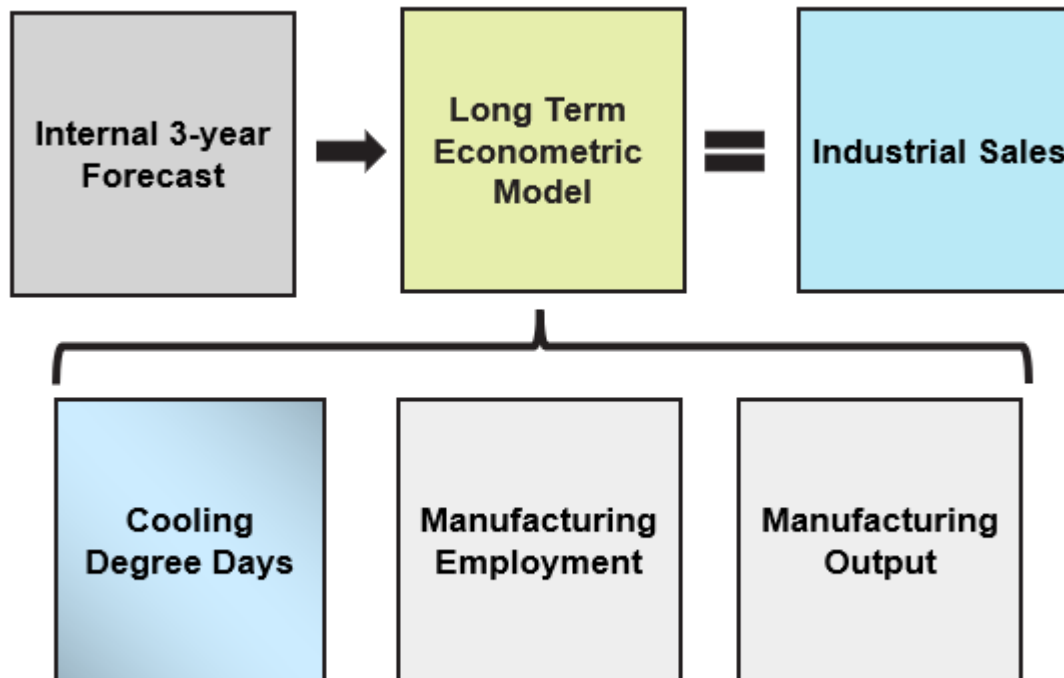 Internal 3-year
Forecast
Long Term
Econometric
Model
Industrial Sales
Cooling
Degree Days
Manufacturing
Employment
Manufacturing
Output